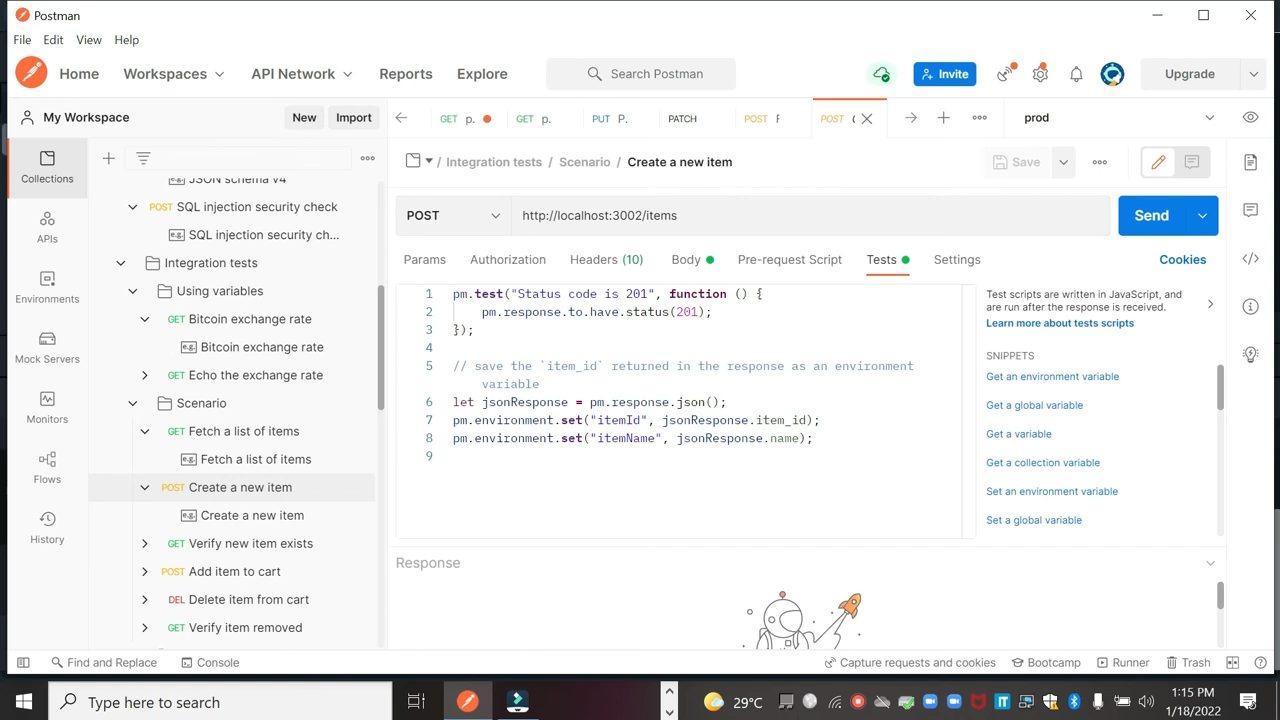 Postman
File Edit View Help
Home Workspaces API Network Reports Explore Search Postman Invite Upgrade
My Workspace New Import GET p. GET p. PUT P. PATCH POST POST prod
Collections
JSON schema v4
/ Integration tests / Scenario / Create a new item Save
POST SQL injection security check
POST http://localhost:3002/items Send
APIs
SQL injection security ch...
Integration tests
Params Authorization Headers (10) Body Pre-request Script Tests Settings Cookies
Environments
Using variables
GET Bitcoin exchange rate
Bitcoin exchange rate
Mock Servers
GET Echo the exchange rate
Scenario
Monitors
GET Fetch a list of items
Fetch a list of items
Flows
POST Create a new item
Create a new item
History
GET Verify new item exists
POST Add item to cart
DEL Delete item from cart
GET Verify item removed
1 pm.test("Status code is 201", function () {
2 pm.response.to.have.status(201);
3 });
4
5 // save the `item_id` returned in the response as an environment
variable
6 let jsonResponse = pm.response.json();
7 pm.environment.set("itemId", jsonResponse.item_id);
8 pm.environment.set("itemName", jsonResponse.name);
9
Test scripts are written in JavaScript, and
are run after the response is received.
Learn more about tests scripts
SNIPPETS
Get an environment variable
Get a global variable
Get a variable
Get a collection variable
Set an environment variable
Set a global variable
Response
Find and Replace Console Capture requests and cookies Bootcamp Runner Trash
Type here to search 29°C 1:15 PM
1/18/2022